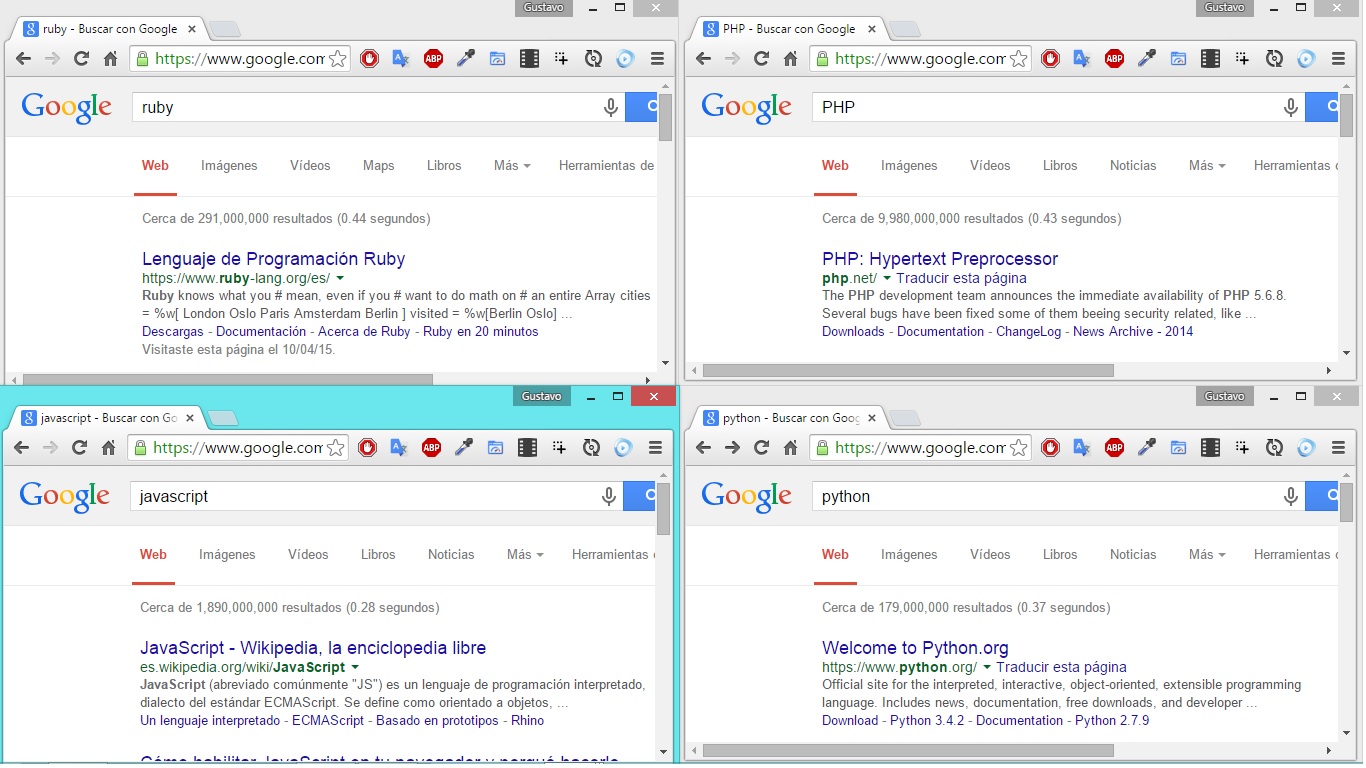 Gustavo
ruby - Buscar con Google
https://www.google.com
ABP
Google
ruby
Web Imágenes Vídeos Maps Libros Más Herramientas de
Cerca de 291,000,000 resultados (0.44 segundos)
Lenguaje de Programación Ruby
https://www.ruby-lang.org/es/
Ruby knows what you # mean, even if you # want to do math on # an entire Array cities
= %w[ London Oslo Paris Amsterdam Berlin ] visited = %w[Berlin Oslo] ...
Descargas - Documentación - Acerca de Ruby - Ruby en 20 minutos
Visitaste esta página el 10/04/15.
Gustavo
PHP - Buscar con Google
https://www.google.com
ABP
Google
PHP
Web Imágenes Vídeos Libros Noticias Más Herramientas
Cerca de 9,980,000,000 resultados (0.43 segundos)
PHP: Hypertext Preprocessor
php.net/ Traducir esta página
The PHP development team announces the immediate availability of PHP 5.6.8.
Several bugs have been fixed some of them beeing security related, like ...
Downloads - Documentation - ChangeLog - News Archive - 2014
Gustavo
javascript - Buscar con Go
https://www.google.com
ABP
Google
javascript
Web Imágenes Vídeos Libros Noticias Más Herramientas
Cerca de 1,890,000,000 resultados (0.28 segundos)
JavaScript - Wikipedia, la enciclopedia libre
es.wikipedia.org/wiki/JavaScript
JavaScript (abreviado comúnmente "JS") es un lenguaje de programación interpretado,
dialecto del estándar ECMAScript. Se define como orientado a objetos, ...
Un lenguaje interpretado - ECMAScript - Basado en prototipos - Rhino
Cómo habilitar JavaScript en tu navegador y porqué hacerlo
Gustavo
python - Buscar con Goog
https://www.google.com
ABP
Google
python
Web Imágenes Vídeos Libros Noticias Más Herramientas
Cerca de 179,000,000 resultados (0.37 segundos)
Welcome to Python.org
https://www.python.org/ Traducir esta página
Official site for the interpreted, interactive, object-oriented, extensible programming
language. Includes news, documentation, free downloads, and developer ...
Download - Python 3.4.2 - Documentation - Python 2.7.9